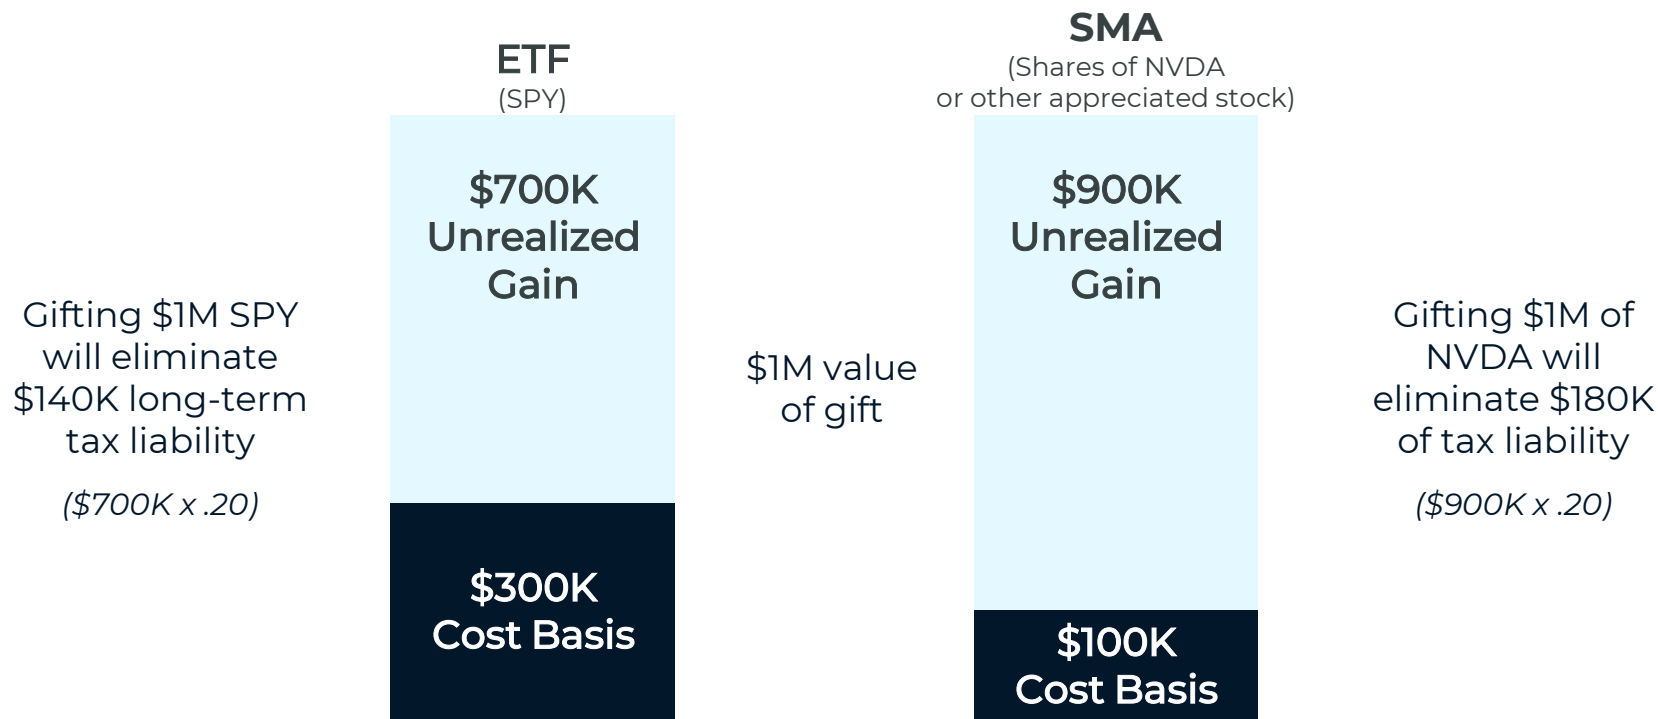 ETF
(SPY)
SMA
(Shares of NVDA
or other appreciated stock)
Gifting $1M SPY
will eliminate
$140K long-term
tax liability
($700K x .20)
$700K
Unrealized
Gain
$300K
Cost Basis
$1M value
of gift
$900K
Unrealized
Gain
$100K
Cost Basis
Gifting $1M of
NVDA will
eliminate $180K
of tax liability
($900K x .20)